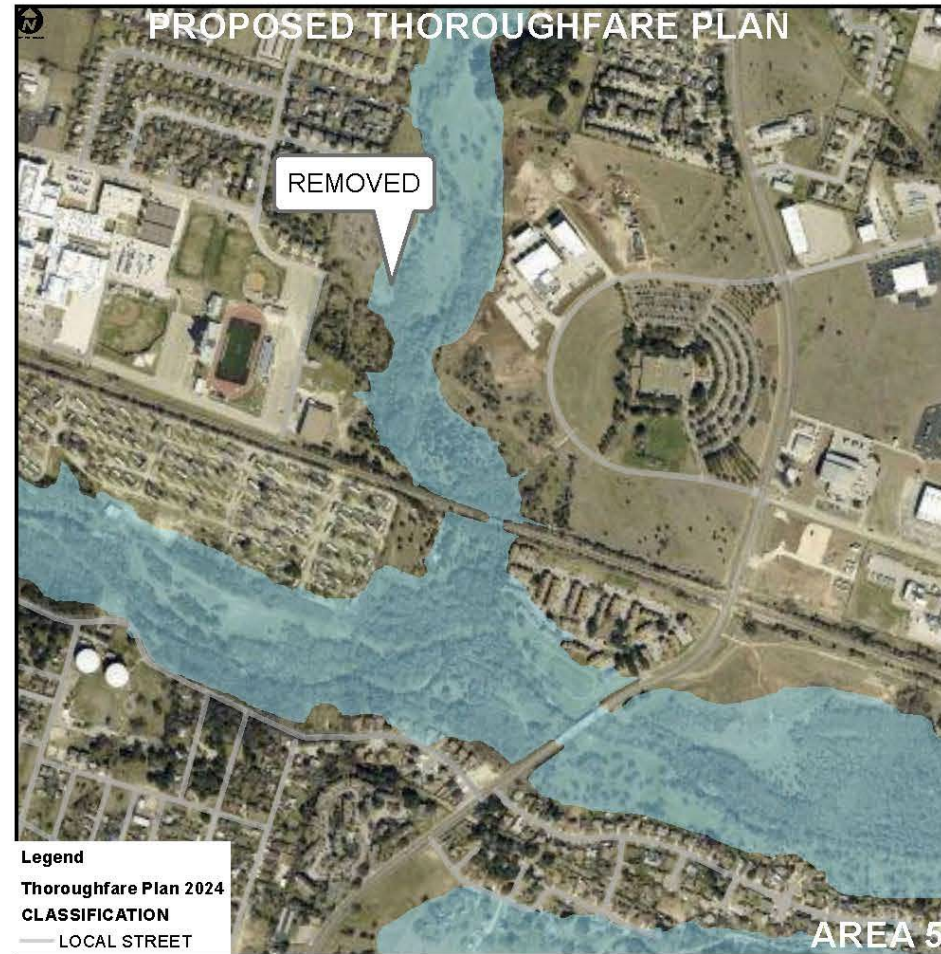 PROPOSED THOROUGHFARE PLAN
N
REMOVED
Legend
Thoroughfare Plan 2024
CLASSIFICATION
LOCAL STREET
AREA 5